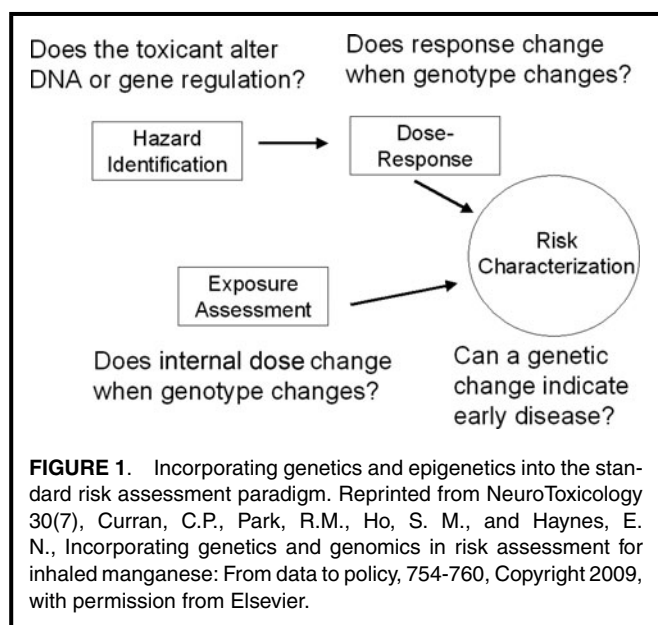 Does the toxicant alter
DNA or gene regulation?
Does response change
when genotype changes?
Hazard
Identification
Dose-
Response
Risk
Characterization
Exposure
Assessment
Does internal dose change
when genotype changes?
Can a genetic
change indicate
early disease?
FIGURE 1. Incorporating genetics and epigenetics into the stan-
dard risk assessment paradigm. Reprinted from NeuroToxicology
30(7), Curran, C.P., Park, R.M., Ho, S. M., and Haynes, E.
N., Incorporating genetics and genomics in risk assessment for
inhaled manganese: From data to policy, 754-760, Copyright 2009,
with permission from Elsevier.